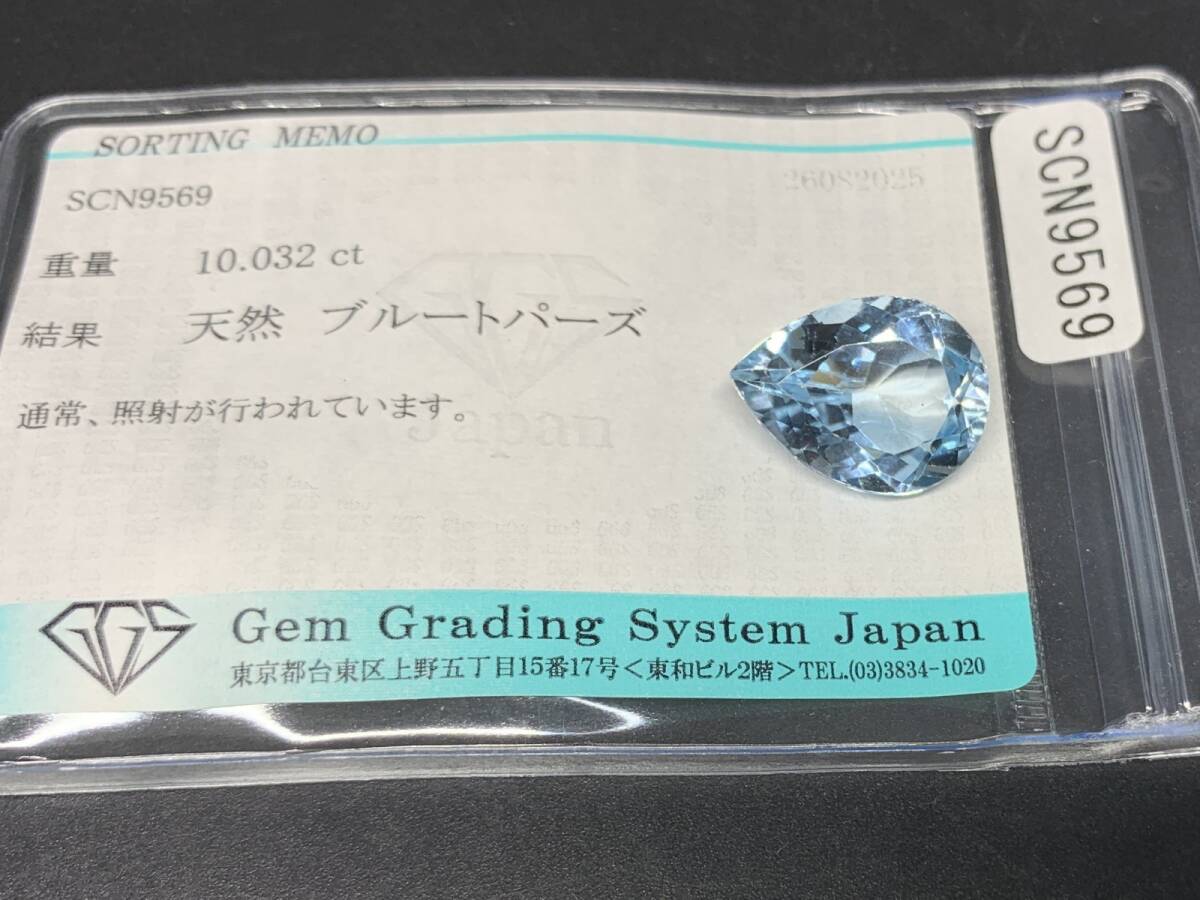 SORTING MEMO
SCN9569
26082025
重量 10.032 ct
結果 天然 ブルートパーズ
通常、照射が行われています。
Japan
GGS
Gem Grading System Japan
東京都台東区上野五丁目15番17号<東和ビル2階>TEL.(03)3834-1020
SCN9569